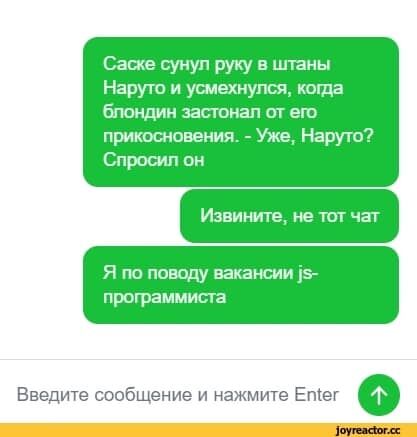 Саске сунул руку в штаны
Наруто и усмехнулся, когда
блондин застонал от его
прикосновения. - Уже, Наруто?
Спросил он
Извините, не тот чат
Я по поводу вакансии js-
программиста
Введите сообщение и нажмите Enter
joyreactor.cc